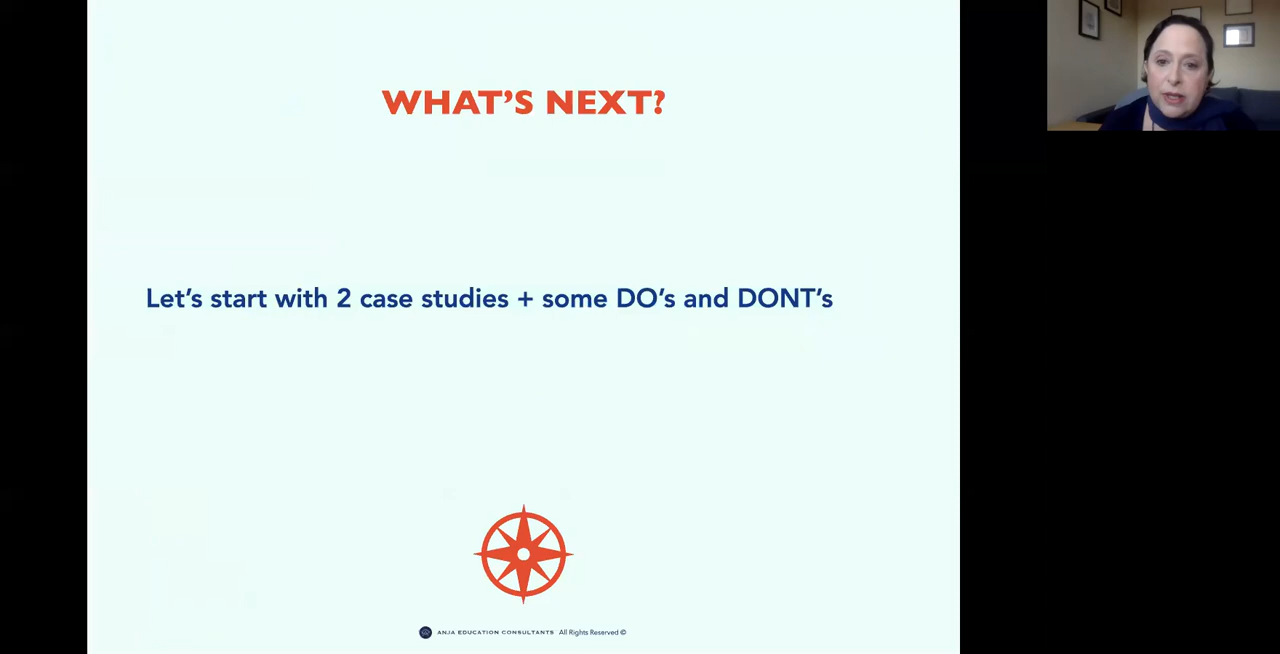 WHAT'S NEXT?
Let's start with 2 case studies + some DO's and DONT's
ANJA EDUCATION CONSULTANTS All Rights Reserved ©